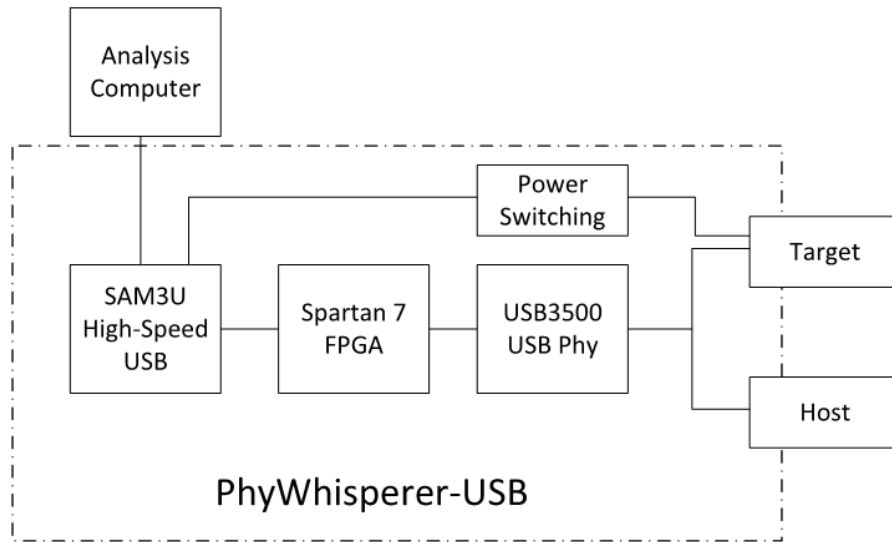 Analysis
Computer
Power
Switching
Target
SAM3U
High-Speed
USB
Spartan 7
FPGA
USB3500
USB Phy
Host
PhyWhisperer-USB